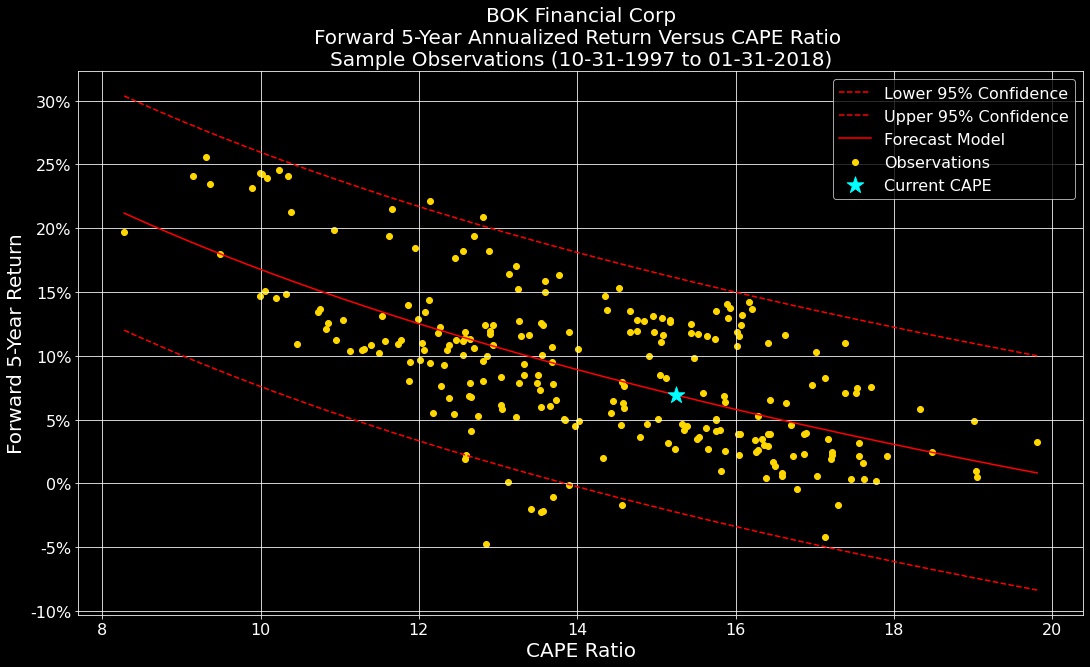 BOK Financial Corp
Forward 5-Year Annualized Return Versus CAPE Ratio
Sample Observations (10-31-1997 to 01-31-2018)
Lower 95% Confidence
Upper 95% Confidence
Forecast Model
Observations
Current CAPE
Forward 5-Year Return
30%
25%
20%
15%
10%
5%
0%
-5%
-10%
8 10 12 14 16 18 20
CAPE Ratio